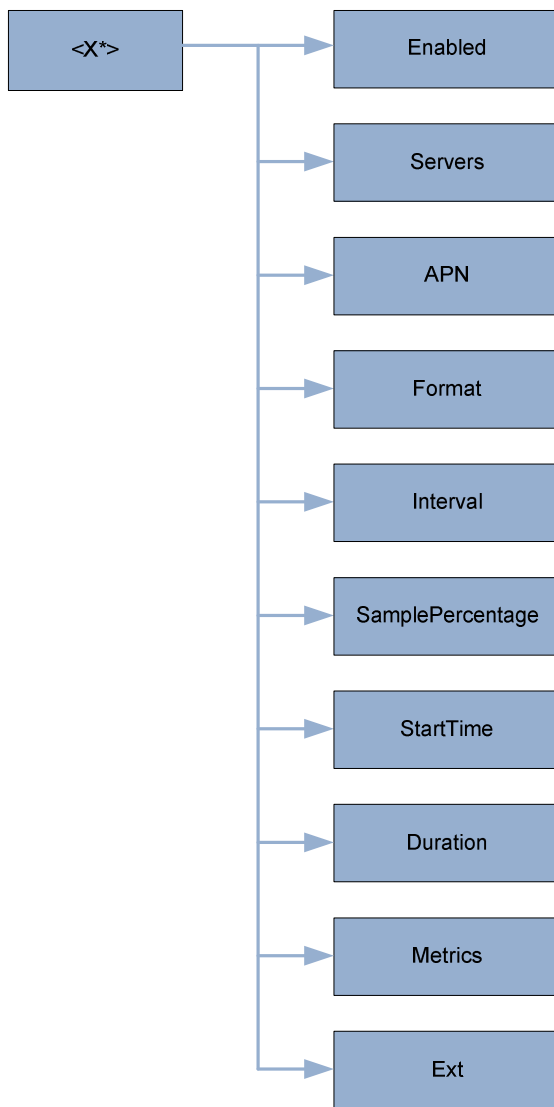 <X*>
Enabled
Servers
APN
Format
Interval
SamplePercentage
StartTime
Duration
Metrics
Ext